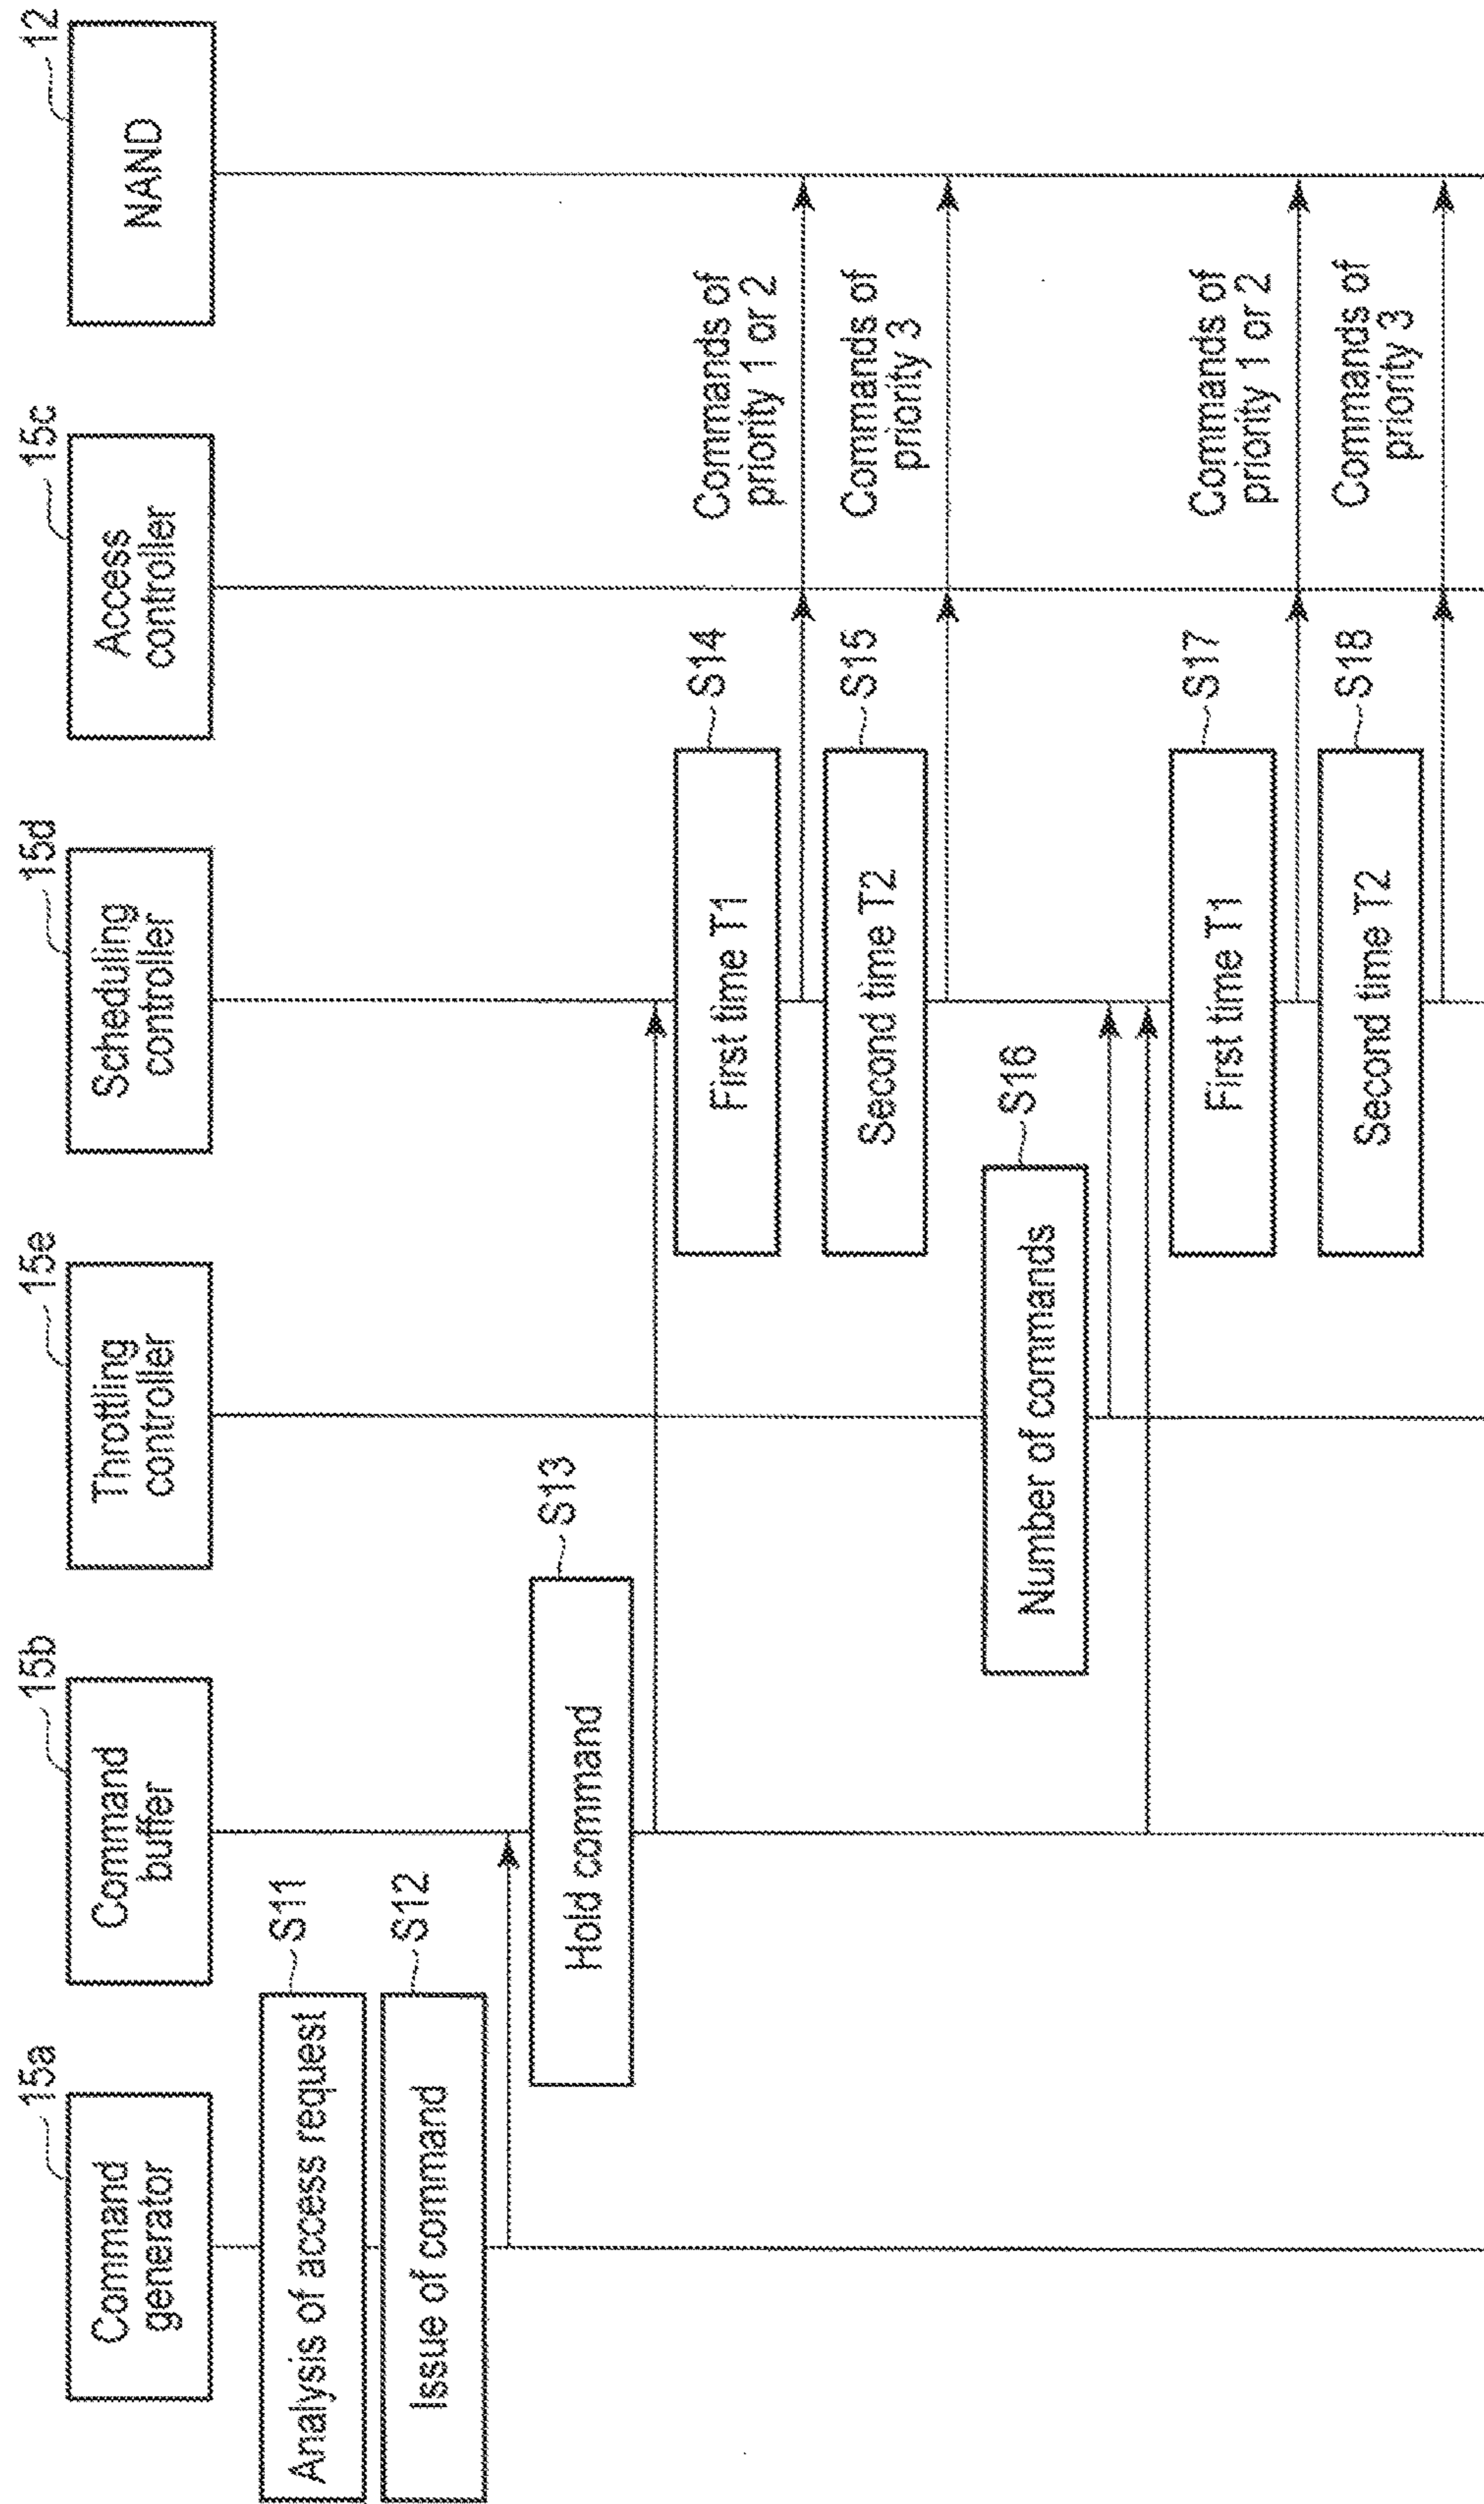 15a
Command
generator
15b
Command
buffer
15e
Throttling
controller
15d
Scheduling
controller
15c
Access
controller
12
NAND
Analysis of access request
S11
Issue of command
S12
Hold command
S13
First time T1
S14
Commands of
priority 1 or 2
Second time T2
S15
Commands of
priority 3
Number of commands
S16
First time T1
S17
Commands of
priority 1 or 2
Second time T2
S18
Commands of
priority 3